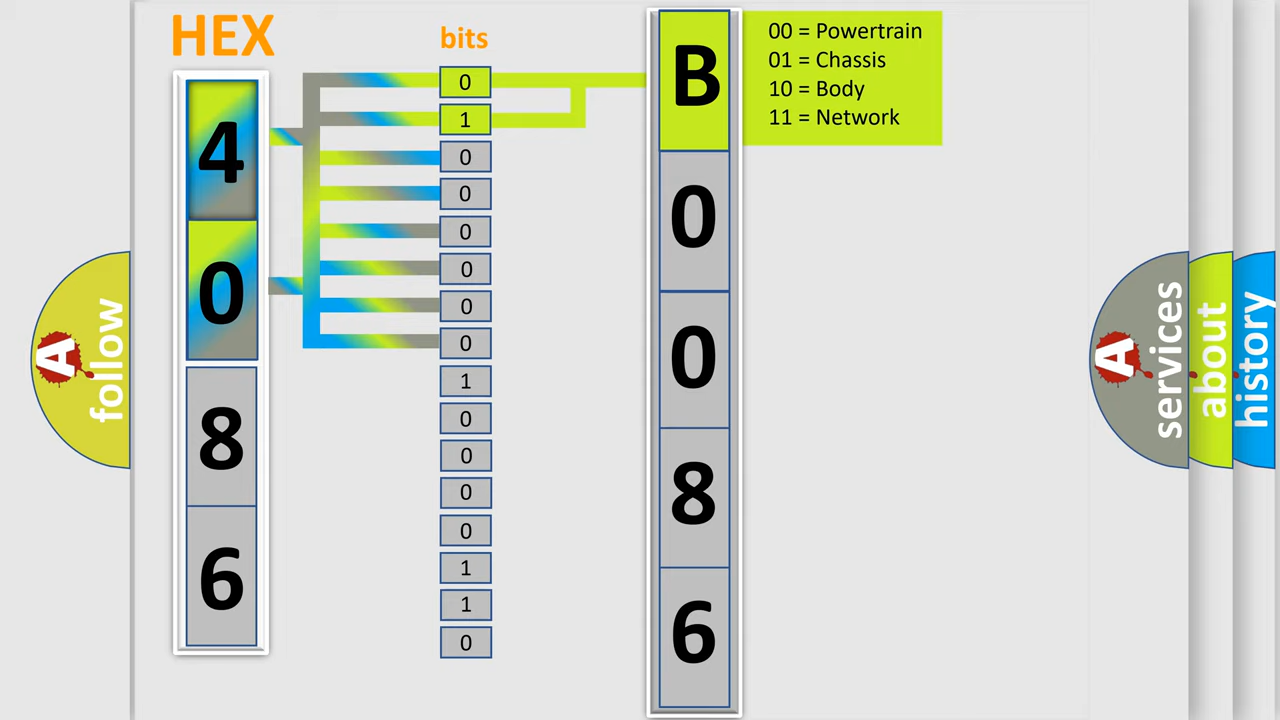 HEX
bits
4
0
8
6
0
1
0
0
0
0
0
0
1
0
0
0
0
1
1
0
B
0
0
8
6
00 = Powertrain
01 = Chassis
10 = Body
11 = Network
A
follow
A
services
about
history